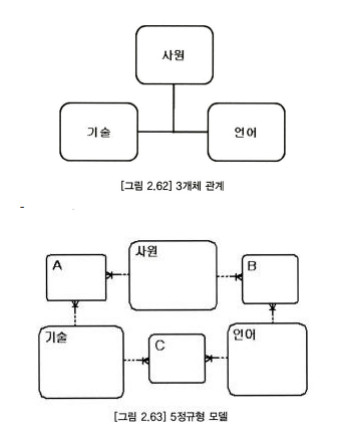 사원
기술
언어
[그림 2.62] 3개체 관계
A
사원
B
기술
C
언어
[그림 2.63] 5정규형 모델